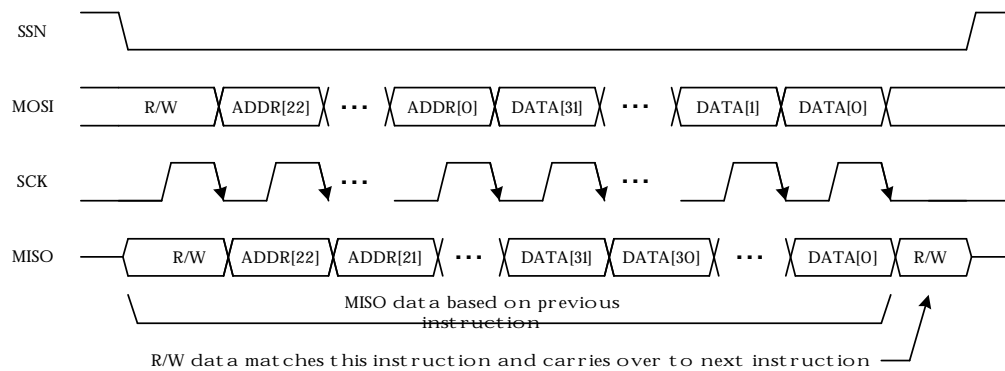 SSN
MOSI R/W ADDR[22] ... ADDR[0] DATA[31] ... DATA[1] DATA[0]
SCK ... ...
MISO R/W ADDR[22] ADDR[21] ... DATA[31] DATA[30] ... DATA[0] R/W
MISO data based on previous
instruction
R/W data matches this instruction and carries over to next instruction